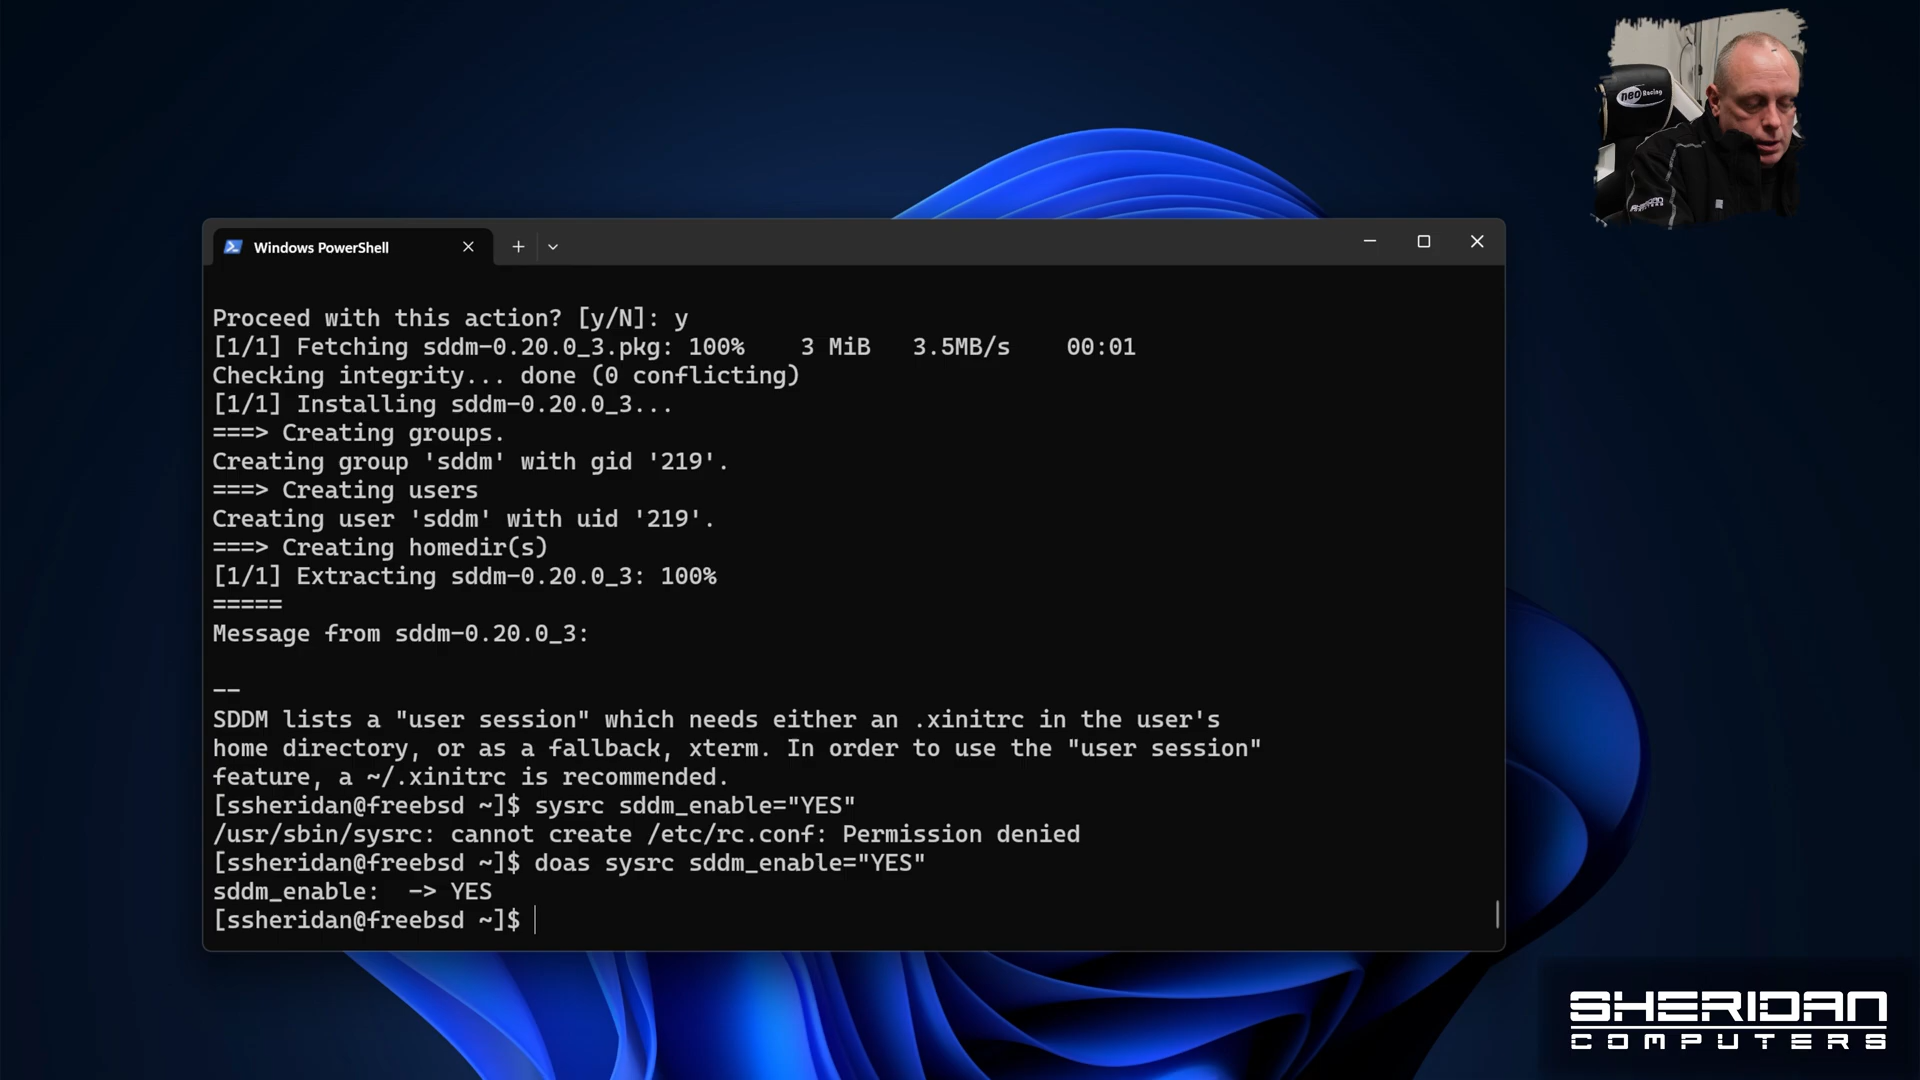 neo Racing
Windows PowerShell
Proceed with this action? [y/N]: y
[1/1] Fetching sddm-0.20.0_3.pkg: 100%    3 MiB   3.5MB/s    00:01
Checking integrity... done (0 conflicting)
[1/1] Installing sddm-0.20.0_3...
===> Creating groups.
Creating group 'sddm' with gid '219'.
===> Creating users
Creating user 'sddm' with uid '219'.
===> Creating homedir(s)
[1/1] Extracting sddm-0.20.0_3: 100%
=====
Message from sddm-0.20.0_3:
--
SDDM lists a "user session" which needs either an .xinitrc in the user's
home directory, or as a fallback, xterm. In order to use the "user session"
feature, a ~/.xinitrc is recommended.
[ssheridan@freebsd ~]$ sysrc sddm_enable="YES"
/usr/sbin/sysrc: cannot create /etc/rc.conf: Permission denied
[ssheridan@freebsd ~]$ doas sysrc sddm_enable="YES"
sddm_enable:  -> YES
[ssheridan@freebsd ~]$
SHERIDAN
COMPUTERS